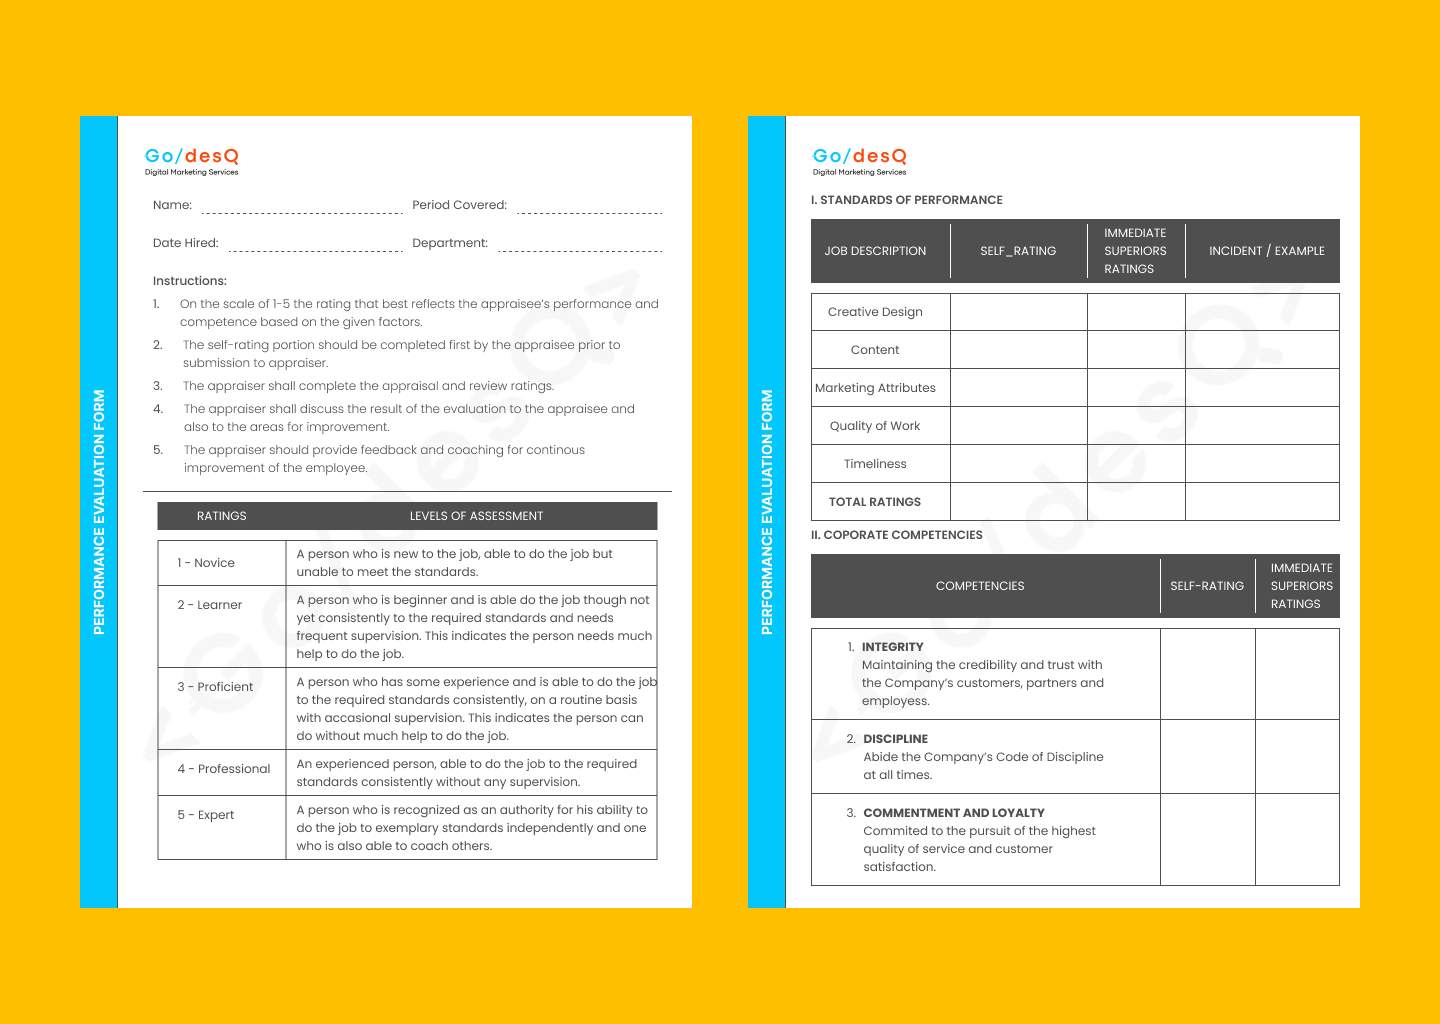 PERFORMANCE EVALUATION FORM
Go/desQ
Digital Marketing Services
Name: Period Covered:
Date Hired: Department:
Instructions:
1. On the scale of 1-5 the rating that best reflects the appraisee's performance and
competence based on the given factors.
2. The self-rating portion should be completed first by the appraisee prior to
submission to appraiser.
3. The appraiser shall complete the appraisal and review ratings.
4. The appraiser shall discuss the result of the evaluation to the appraisee and
also to the areas for improvement.
5. The appraiser should provide feedback and coaching for continous
improvement of the employee.
RATINGS LEVELS OF ASSESSMENT
1 - Novice
A person who is new to the job, able to do the job but
unable to meet the standards.
2 - Learner
A person who is beginner and is able do the job though not
yet consistently to the required standards and needs
frequent supervision. This indicates the person needs much
help to do the job.
3 - Proficient
A person who has some experience and is able to do the job
to the required standards consistently, on a routine basis
with accasional supervision. This indicates the person can
do without much help to do the job.
4 - Professional
An experienced person, able to do the job to the required
standards consistently without any supervision.
5 - Expert
A person who is recognized as an authority for his ability to
do the job to exemplary standards independently and one
who is also able to coach others.
<Go/desQ>
PERFORMANCE EVALUATION FORM
Go/desQ
Digital Marketing Services
I. STANDARDS OF PERFORMANCE
JOB DESCRIPTION
SELF_RATING
IMMEDIATE
SUPERIORS
RATINGS
INCIDENT / EXAMPLE
Creative Design
Content
Marketing Attributes
Quality of Work
Timeliness
TOTAL RATINGS
II. COPORATE COMPETENCIES
COMPETENCIES
SELF-RATING
IMMEDIATE
SUPERIORS
RATINGS
1. INTEGRITY
Maintaining the credibility and trust with
the Company's customers, partners and
employess.
2. DISCIPLINE
Abide the Company's Code of Discipline
at all times.
3. COMMENTMENT AND LOYALTY
Commited to the pursuit of the highest
quality of service and customer
satisfaction.
<Go/desQ>